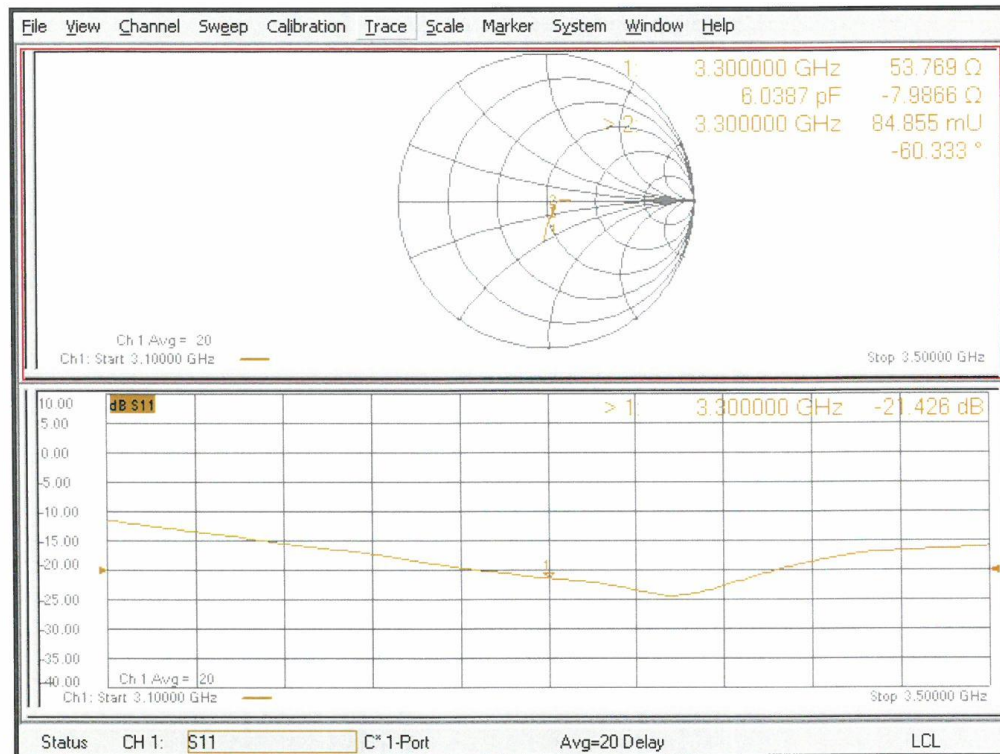 File View Channel Sweep Calibration Trace Scale Marker System Window Help
1: 3.300000 GHz 53.769 Ω
6.0387 pF -7.9866 Ω
> 2: 3.300000 GHz 84.855 mU
-60.333 °
Ch 1 Avg = 20
Ch1: Start 3.10000 GHz
Stop 3.50000 GHz
10.00
dB S11
> 1: 3.300000 GHz -21.426 dB
5.00
0.00
-5.00
-10.00
-15.00
-20.00
1
-25.00
-30.00
-35.00
-40.00
Ch 1 Avg = 20
Ch1: Start 3.10000 GHz
Stop 3.50000 GHz
Status CH 1: S11 C* 1-Port Avg=20 Delay LCL